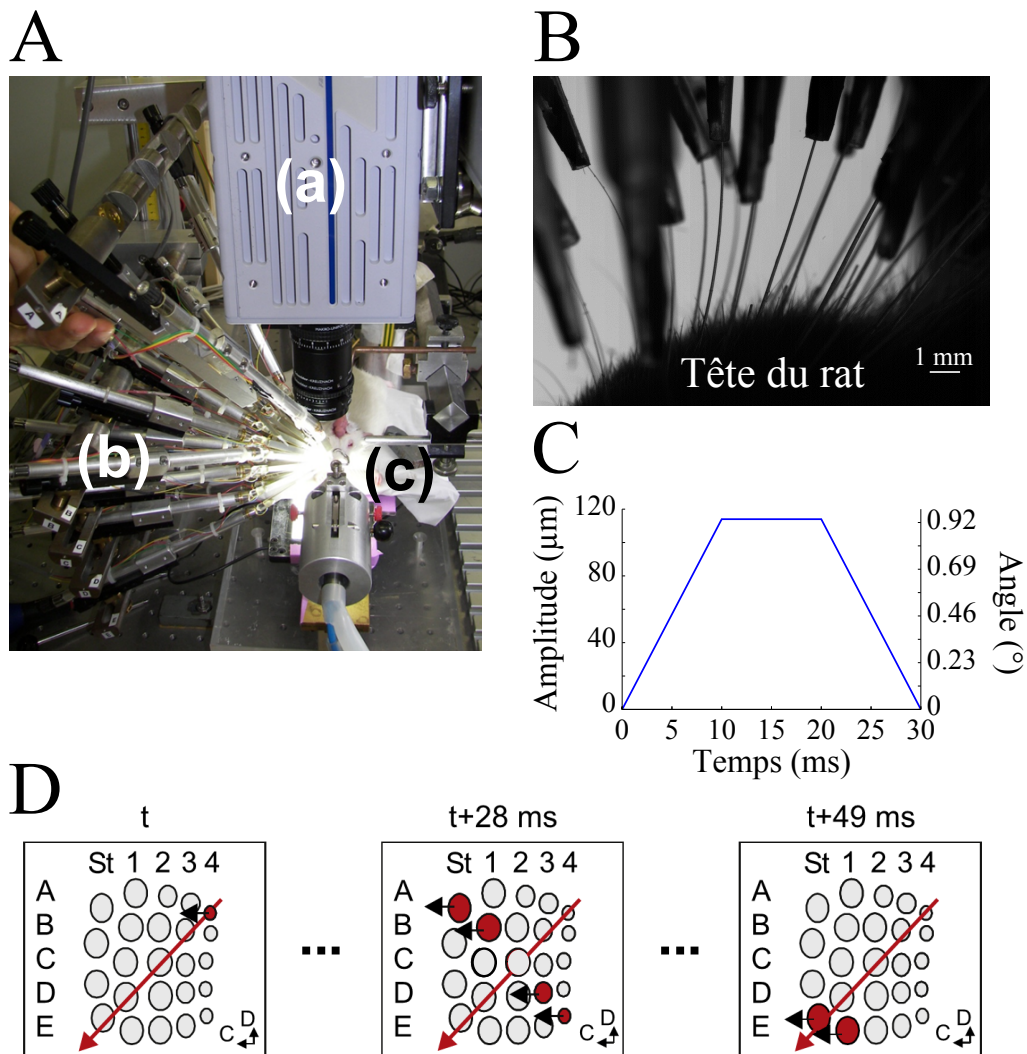 A
(a)
(b)
(c)
A
A
B
C
D
B
C
D
B
Tête du rat
1 mm
C
Amplitude (µm)
120
80
40
0
0.92
0.69
0.46
0.23
0
Angle (°)
0 5 10 15 20 25 30
Temps (ms)
D
t
St 1 2 3 4
A
B
C
D
E
D
C
t+28 ms
St 1 2 3 4
A
B
C
D
E
D
C
t+49 ms
St 1 2 3 4
A
B
C
D
E
D
C